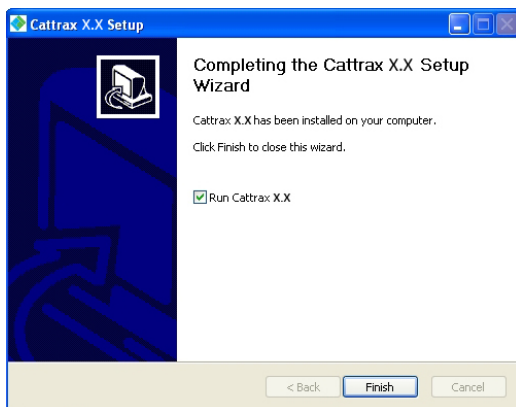 Cattrax X.X Setup
Completing the Cattrax X.X Setup
Wizard
Cattrax X.X has been installed on your computer.
Click Finish to close this wizard.
Run Cattrax X.X
< Back Finish Cancel